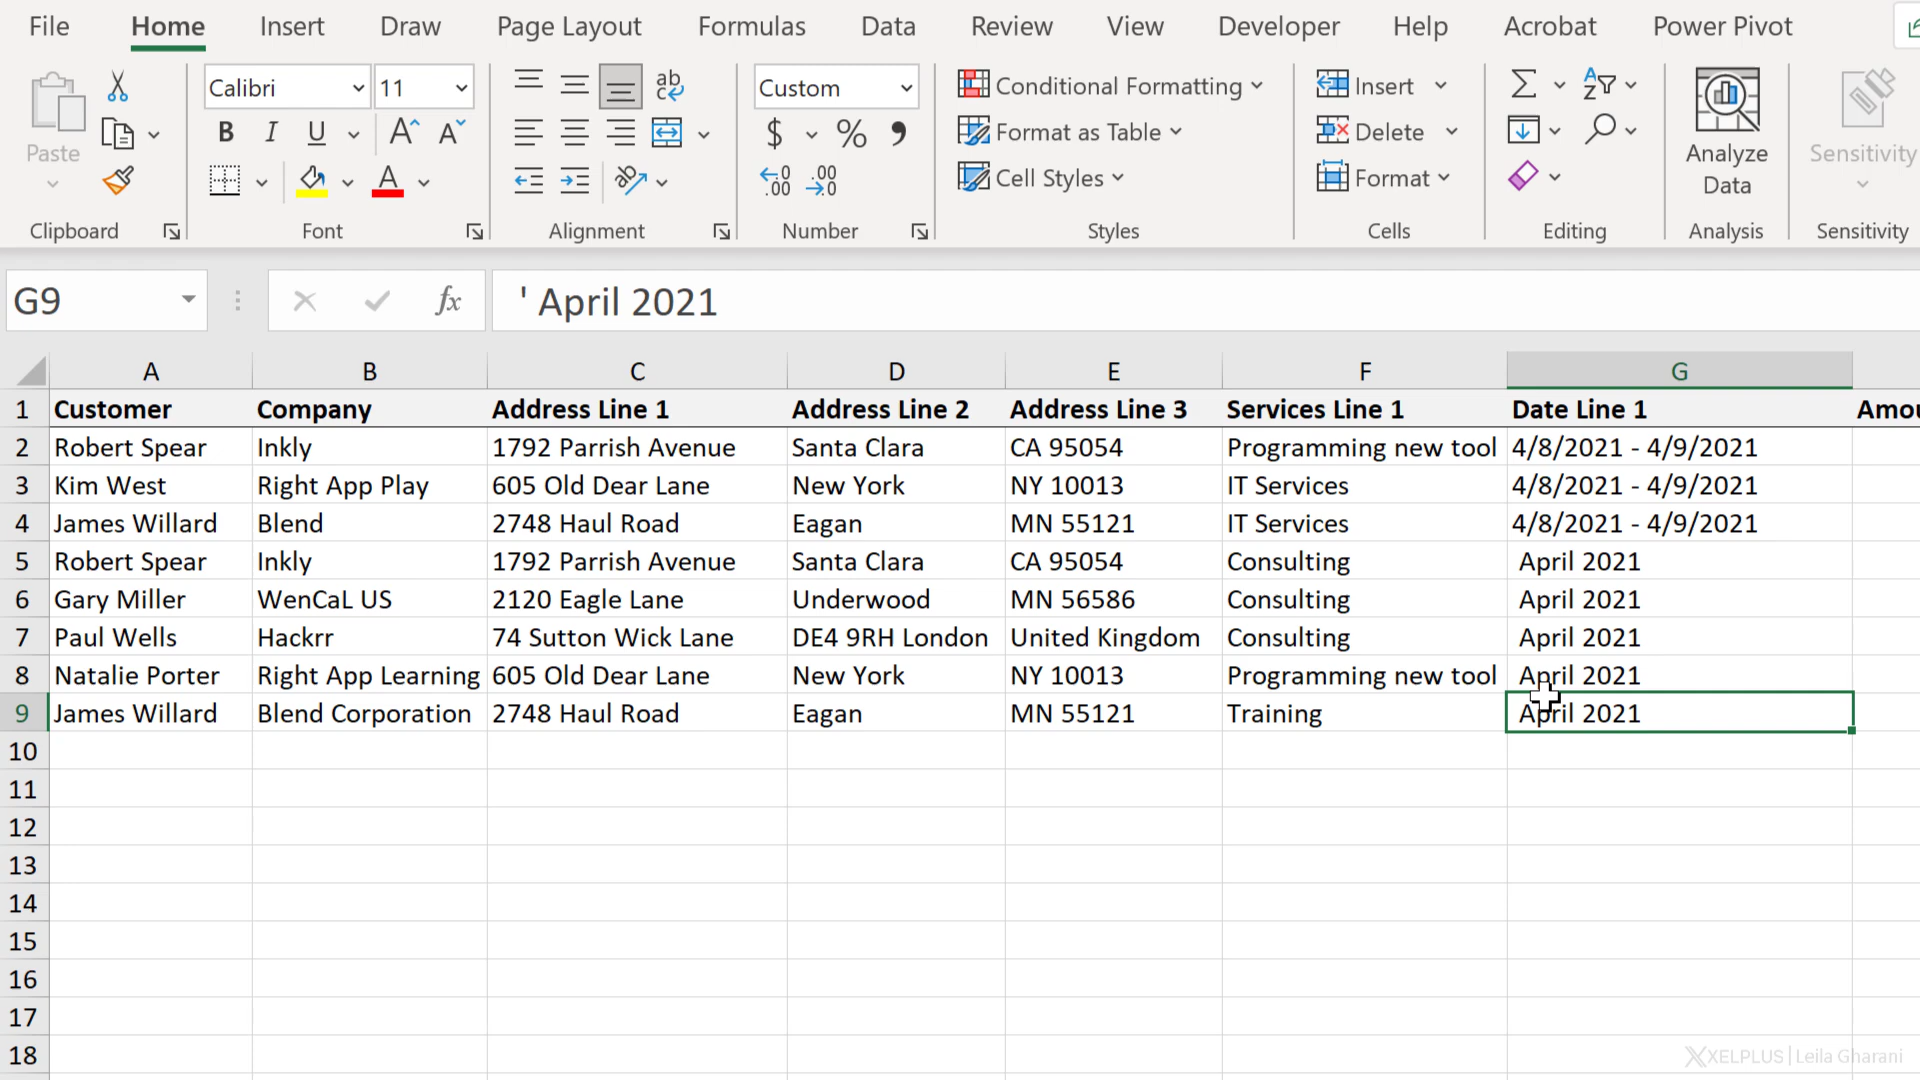 File Home Insert Draw Page Layout Formulas Data Review View Developer Help Acrobat Power Pivot
Paste
Calibri 11
B I U A A
A
ab
c
ab
Custom
$ % 9
.00 .00
Conditional Formatting
Format as Table
Cell Styles
Insert
Delete
Format
Σ A Z
Analyze
Data
Sensitivity
Clipboard Font Alignment Number Styles Cells Editing Analysis Sensitivity
G9 fx ' April 2021
A B C D E F G
1 Customer Company Address Line 1 Address Line 2 Address Line 3 Services Line 1 Date Line 1
2 Robert Spear Inkly 1792 Parrish Avenue Santa Clara CA 95054 Programming new tool 4/8/2021 - 4/9/2021
3 Kim West Right App Play 605 Old Dear Lane New York NY 10013 IT Services 4/8/2021 - 4/9/2021
4 James Willard Blend 2748 Haul Road Eagan MN 55121 IT Services 4/8/2021 - 4/9/2021
5 Robert Spear Inkly 1792 Parrish Avenue Santa Clara CA 95054 Consulting April 2021
6 Gary Miller WenCaL US 2120 Eagle Lane Underwood MN 56586 Consulting April 2021
7 Paul Wells Hackrr 74 Sutton Wick Lane DE4 9RH London United Kingdom Consulting April 2021
8 Natalie Porter Right App Learning 605 Old Dear Lane New York NY 10013 Programming new tool April 2021
9 James Willard Blend Corporation 2748 Haul Road Eagan MN 55121 Training April 2021
10
11
12
13
14
15
16
17
18
XELPLUS | Leila Gharani